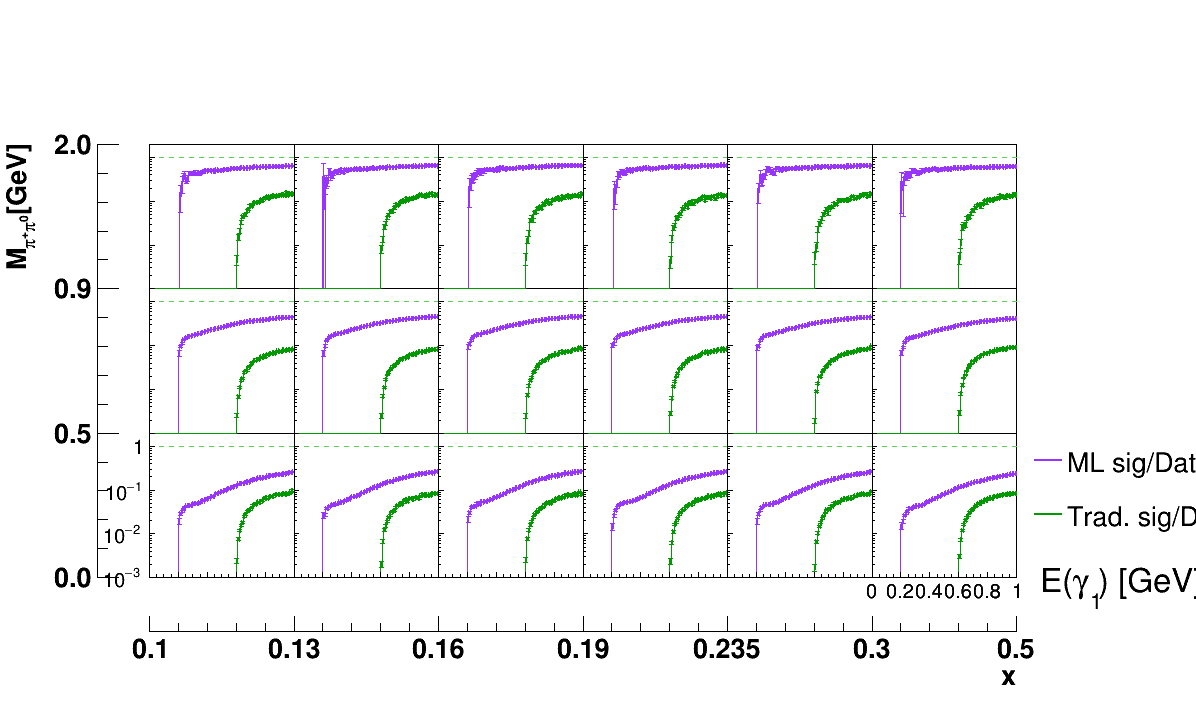 2.0
M_{π⁺π⁰}[GeV]
0.9
0.5
1
10⁻¹
10⁻²
10⁻³
0.0
ML sig/Dat
Trad. sig/D
0 0.20.40.60.8 1
E(γ₁) [GeV]
0.1 0.13 0.16 0.19 0.235 0.3 0.5
x